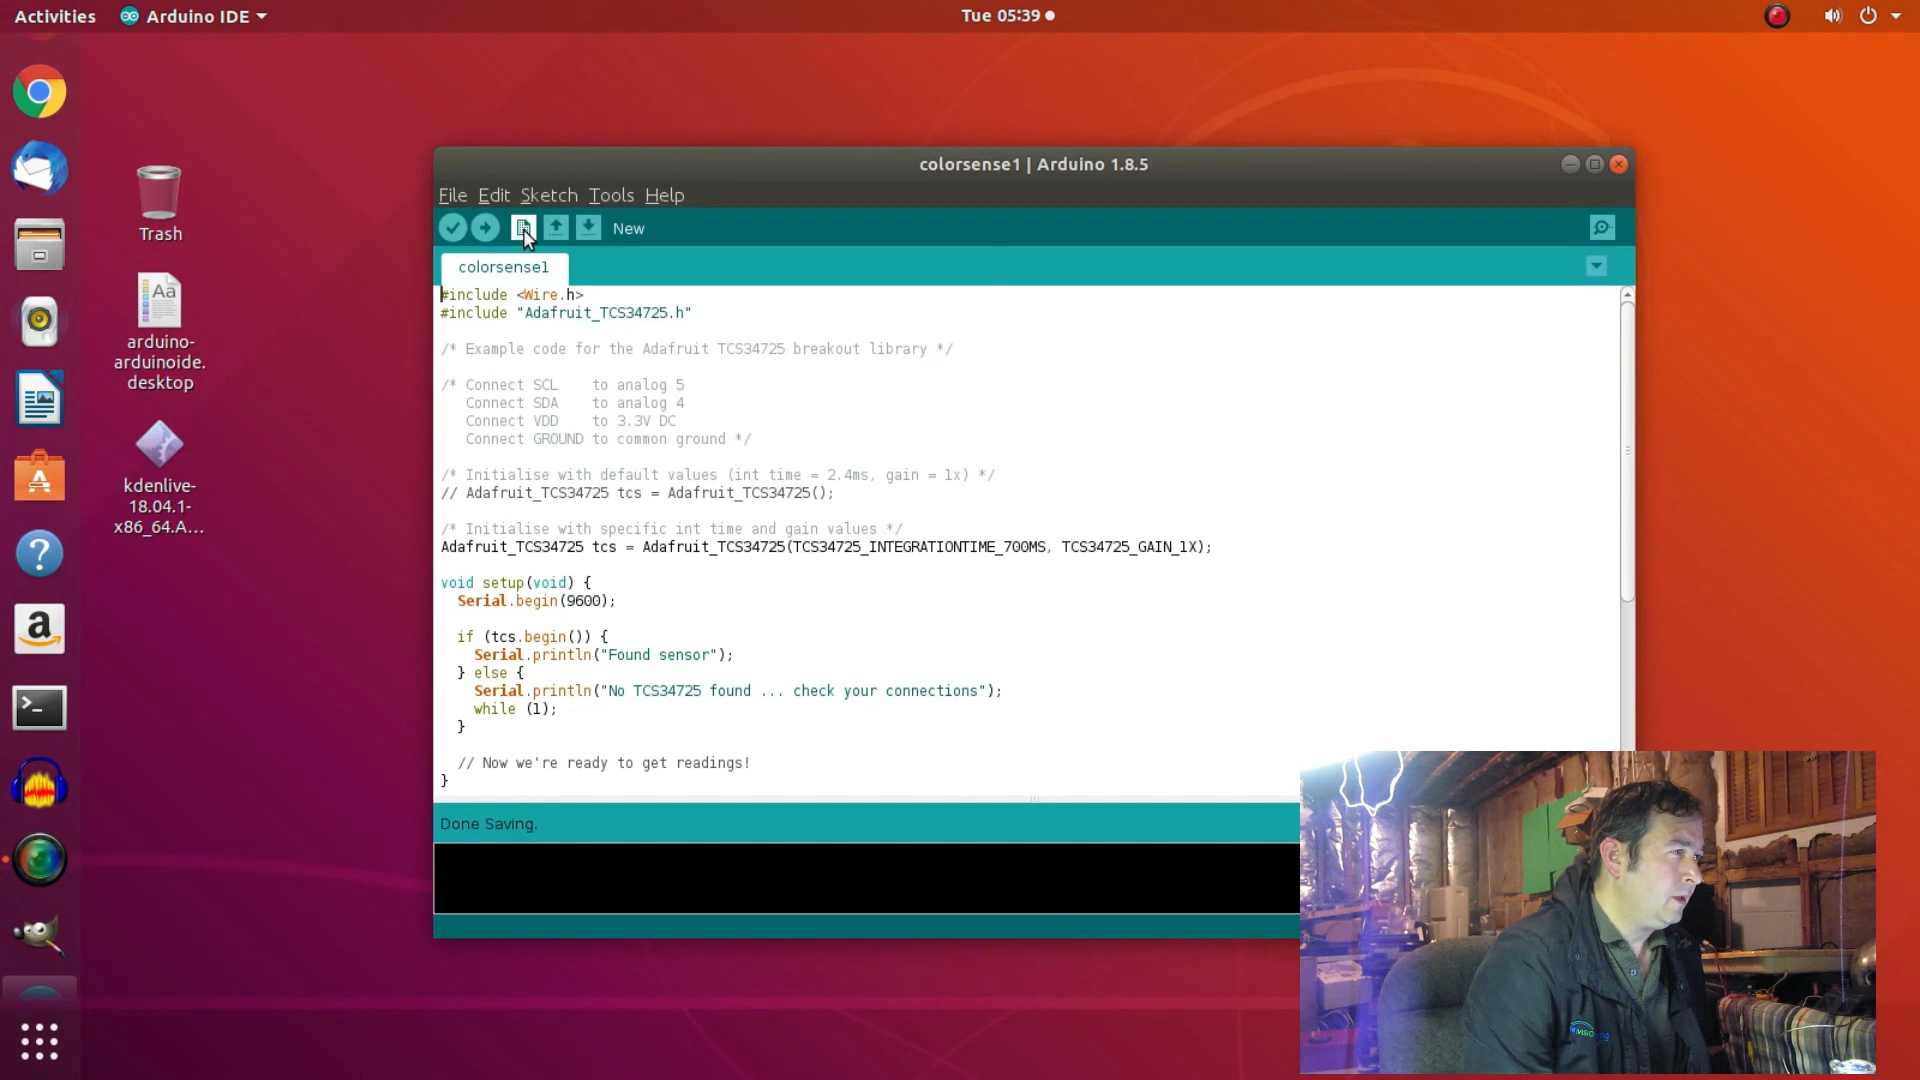 Activities
Arduino IDE
Tue 05:39
Trash
Aa
arduino-
arduinoide.
desktop
kdenlive-
18.04.1-
x86_64.A...
colorsense1 | Arduino 1.8.5
File Edit Sketch Tools Help
New
colorsense1
#include <Wire.h>
#include "Adafruit_TCS34725.h"
/* Example code for the Adafruit TCS34725 breakout library */
/* Connect SCL    to analog 5
   Connect SDA    to analog 4
   Connect VDD    to 3.3V DC
   Connect GROUND to common ground */
/* Initialise with default values (int time = 2.4ms, gain = 1x) */
// Adafruit_TCS34725 tcs = Adafruit_TCS34725();
/* Initialise with specific int time and gain values */
Adafruit_TCS34725 tcs = Adafruit_TCS34725(TCS34725_INTEGRATIONTIME_700MS, TCS34725_GAIN_1X);
void setup(void) {
  Serial.begin(9600);
  if (tcs.begin()) {
    Serial.println("Found sensor");
  } else {
    Serial.println("No TCS34725 found ... check your connections");
    while (1);
  }
  // Now we're ready to get readings!
}
Done Saving.